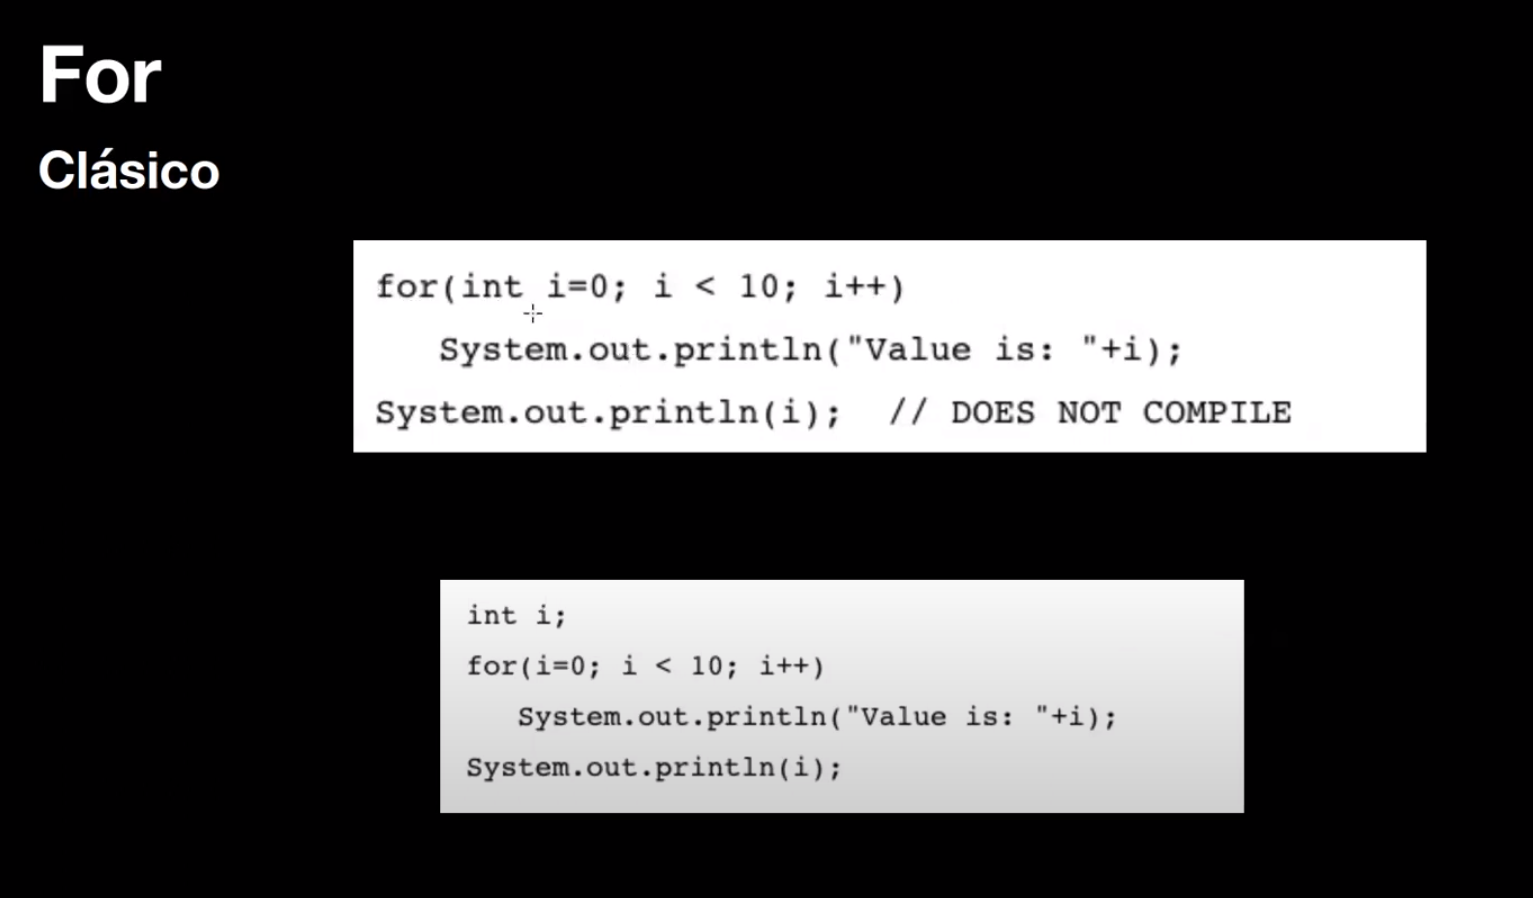 For
Clásico
for(int i=0; i < 10; i++)
System.out.println("Value is: "+i);
System.out.println(i);  // DOES NOT COMPILE
int i;
for(i=0; i < 10; i++)
System.out.println("Value is: "+i);
System.out.println(i);